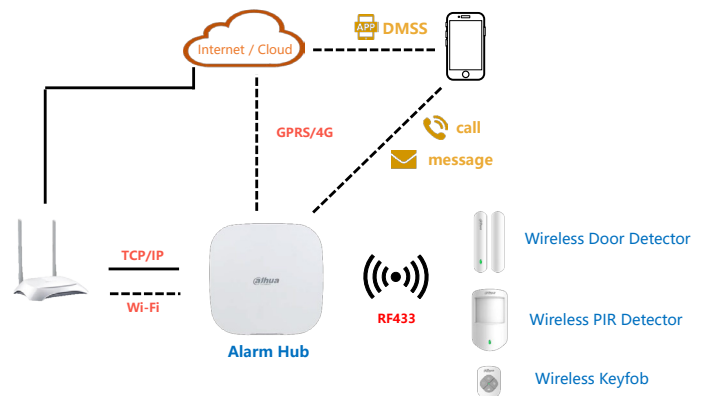 APP DMSS
Internet / Cloud
GPRS/4G
call
message
Wireless Door Detector
TCP/IP
alhua
Wi-Fi
RF433
Wireless PIR Detector
Alarm Hub
Wireless Keyfob